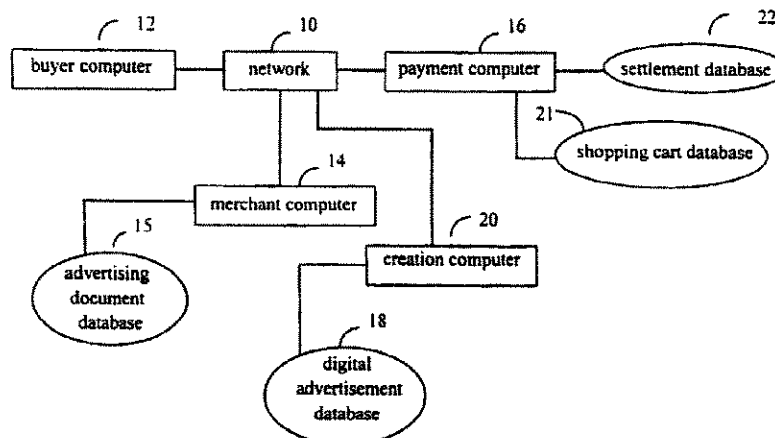 12
10
16
22
buyer computer
network
payment computer
settlement database
21
shopping cart database
14
merchant computer
15
advertising
document
database
20
creation computer
18
digital
advertisement
database